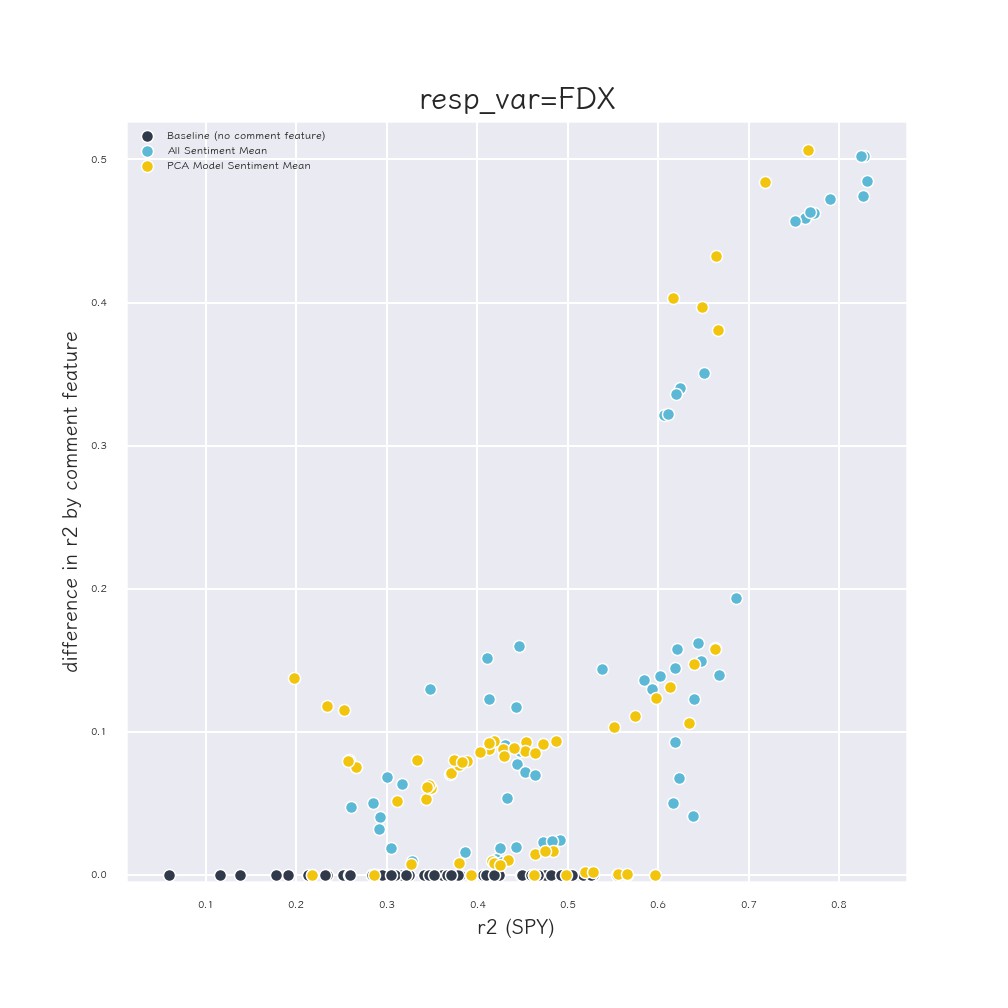 resp_var=FDX
Baseline (no comment feature)
All Sentiment Mean
PCA Model Sentiment Mean
difference in r2 by comment feature
0.5
0.4
0.3
0.2
0.1
0.0
0.1 0.2 0.3 0.4 0.5 0.6 0.7 0.8
r2 (SPY)